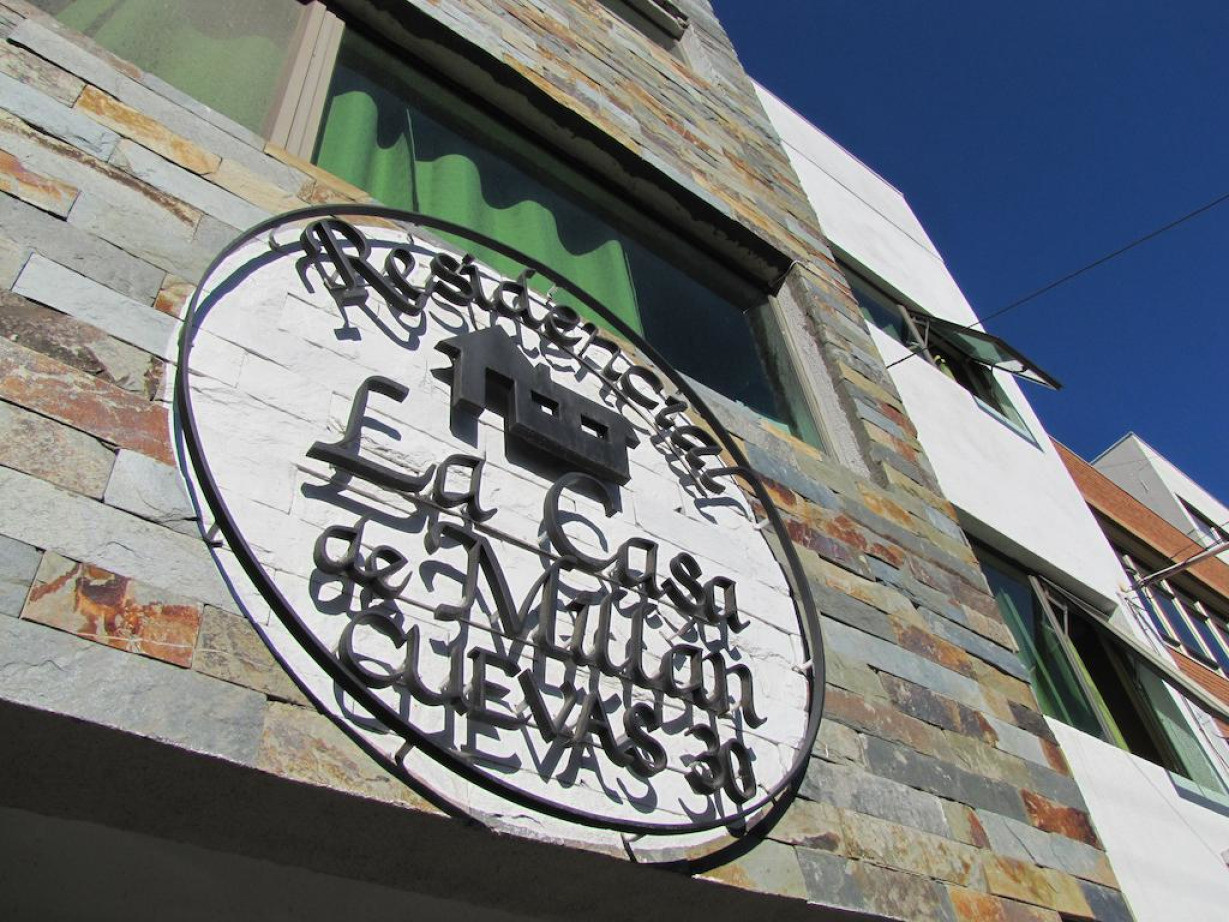 Residencial
La Casa
de Millan
CUEVAS 30